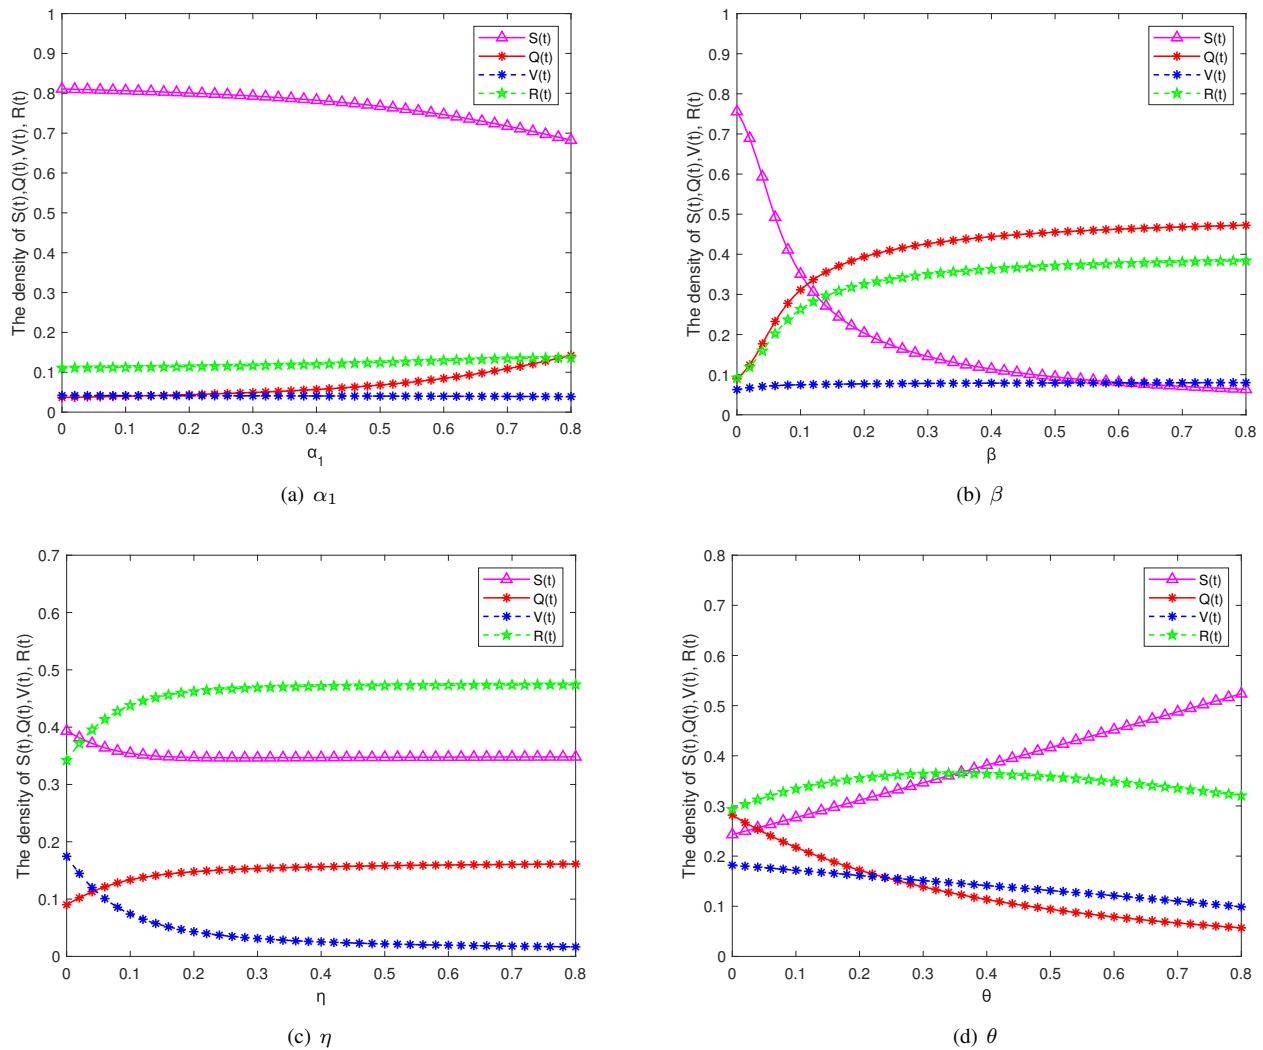 The density of S(t),Q(t),V(t), R(t)
1
0.9
0.8
0.7
0.6
0.5
0.4
0.3
0.2
0.1
0
0 0.1 0.2 0.3 0.4 0.5 0.6 0.7 0.8
α1
S(t)
Q(t)
V(t)
R(t)
(a) α1
The density of S(t),Q(t),V(t), R(t)
1
0.9
0.8
0.7
0.6
0.5
0.4
0.3
0.2
0.1
0
0 0.1 0.2 0.3 0.4 0.5 0.6 0.7 0.8
β
S(t)
Q(t)
V(t)
R(t)
(b) β
The density of S(t),Q(t),V(t), R(t)
0.7
0.6
0.5
0.4
0.3
0.2
0.1
0
0 0.1 0.2 0.3 0.4 0.5 0.6 0.7 0.8
η
S(t)
Q(t)
V(t)
R(t)
(c) η
The density of S(t),Q(t),V(t), R(t)
0.8
0.7
0.6
0.5
0.4
0.3
0.2
0.1
0
0 0.1 0.2 0.3 0.4 0.5 0.6 0.7 0.8
θ
S(t)
Q(t)
V(t)
R(t)
(d) θ